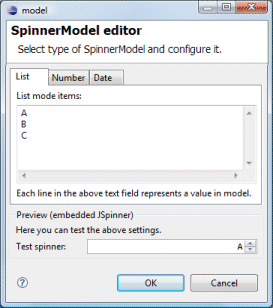 model
SpinnerModel editor
Select type of SpinnerModel and configure it.
List Number Date
List mode items:
A
B
C
Each line in the above text field represents a value in model.
Preview (embedded JSpinner)
Here you can test the above settings.
Test spinner: A
? OK Cancel